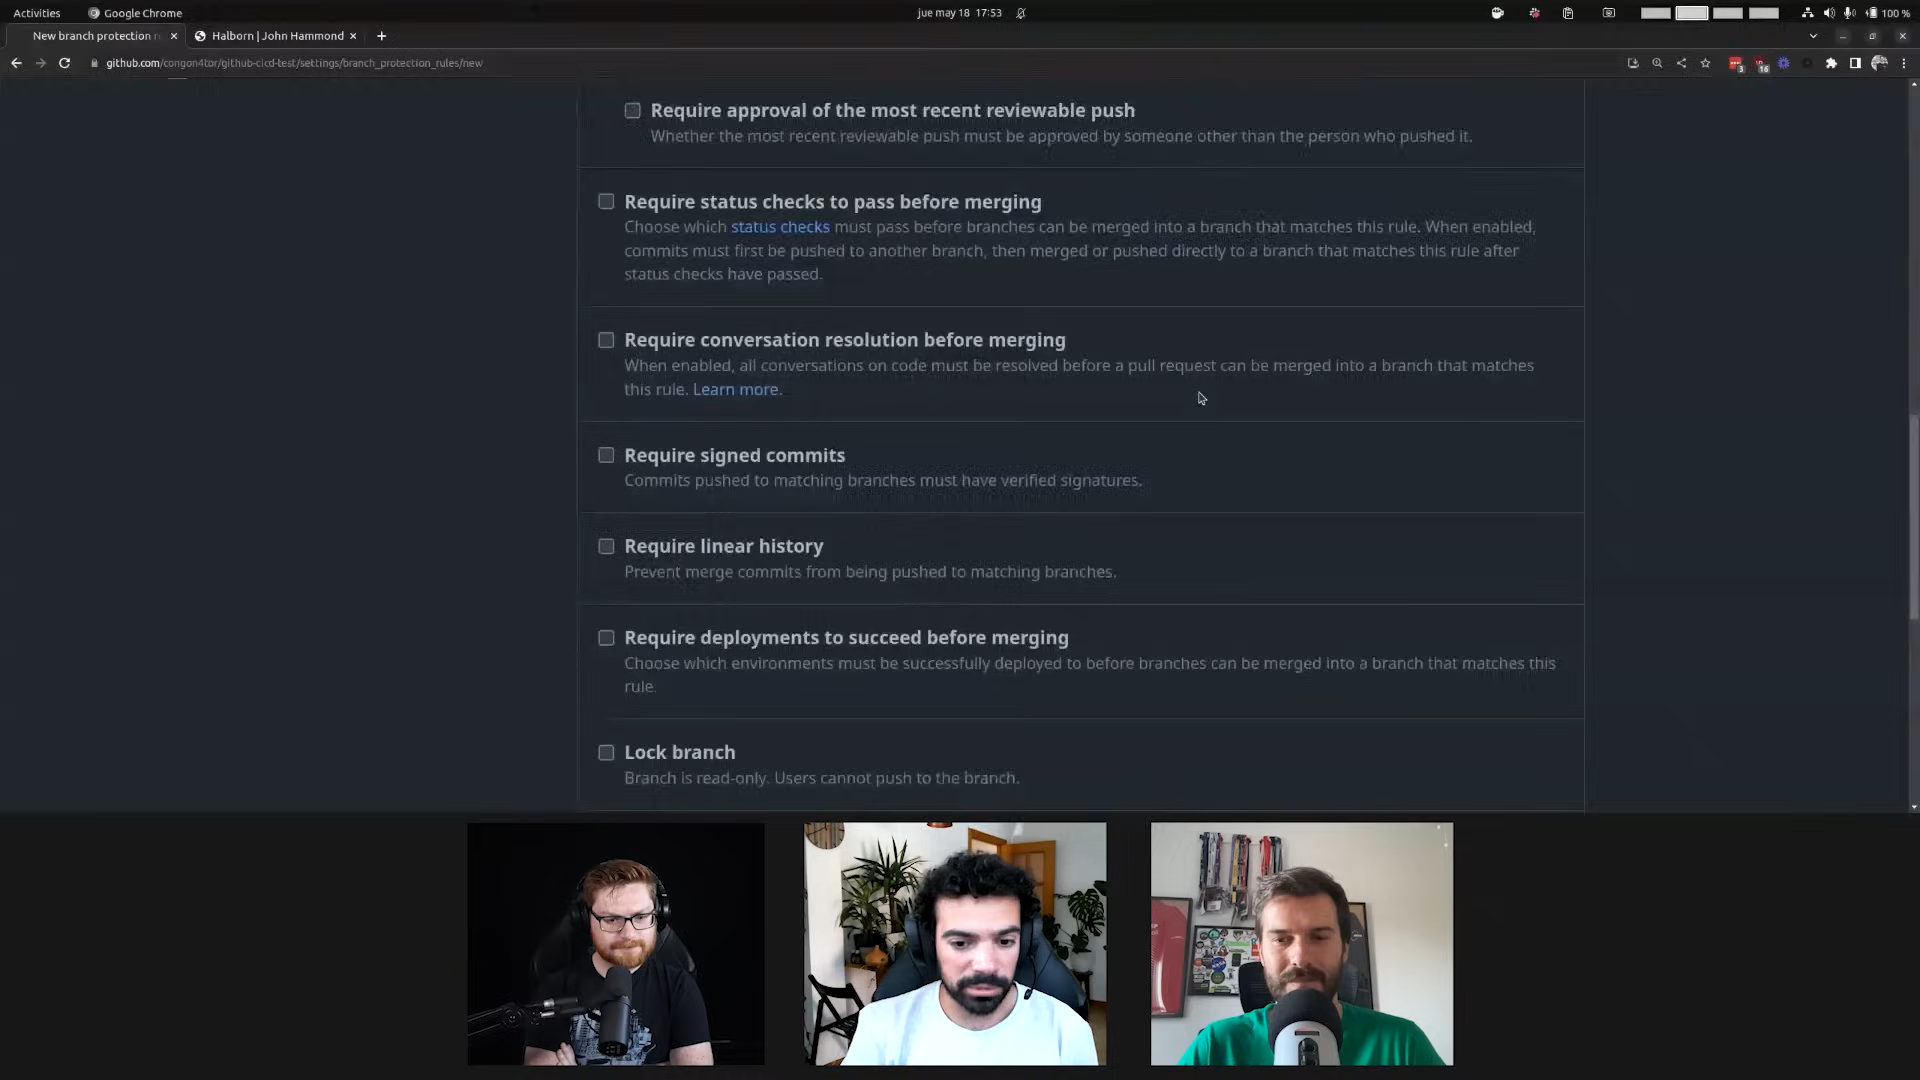 Activities
Google Chrome
jue may 18 17:53
100 %
New branch protection r
Halborn | John Hammond
github.com/congon4tor/github-cicd-test/settings/branch_protection_rules/new
3
16
Require approval of the most recent reviewable push
Whether the most recent reviewable push must be approved by someone other than the person who pushed it.
Require status checks to pass before merging
Choose which status checks must pass before branches can be merged into a branch that matches this rule. When enabled,
commits must first be pushed to another branch, then merged or pushed directly to a branch that matches this rule after
status checks have passed.
Require conversation resolution before merging
When enabled, all conversations on code must be resolved before a pull request can be merged into a branch that matches
this rule. Learn more.
Require signed commits
Commits pushed to matching branches must have verified signatures.
Require linear history
Prevent merge commits from being pushed to matching branches.
Require deployments to succeed before merging
Choose which environments must be successfully deployed to before branches can be merged into a branch that matches this
rule.
Lock branch
Branch is read-only. Users cannot push to the branch.